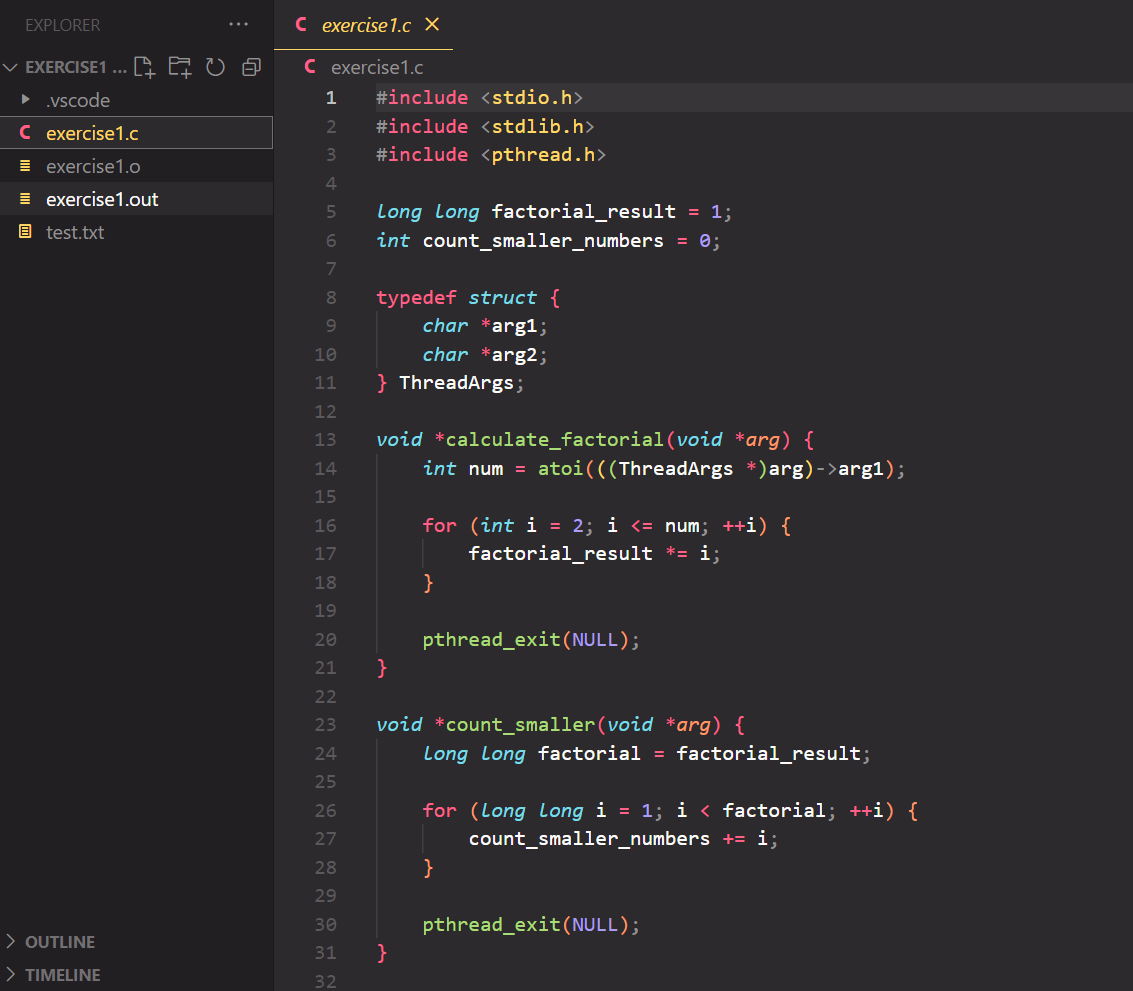 EXPLORER ...
EXERCISE1 ...
.vscode
C exercise1.c
exercise1.o
exercise1.out
test.txt
OUTLINE
TIMELINE
C exercise1.c
C exercise1.c
1 #include <stdio.h>
2 #include <stdlib.h>
3 #include <pthread.h>
4
5 long long factorial_result = 1;
6 int count_smaller_numbers = 0;
7
8 typedef struct {
9     char *arg1;
10     char *arg2;
11 } ThreadArgs;
12
13 void *calculate_factorial(void *arg) {
14     int num = atoi(((ThreadArgs *)arg)->arg1);
15
16     for (int i = 2; i <= num; ++i) {
17         factorial_result *= i;
18     }
19
20     pthread_exit(NULL);
21 }
22
23 void *count_smaller(void *arg) {
24     long long factorial = factorial_result;
25
26     for (long long i = 1; i < factorial; ++i) {
27         count_smaller_numbers += i;
28     }
29
30     pthread_exit(NULL);
31 }
32